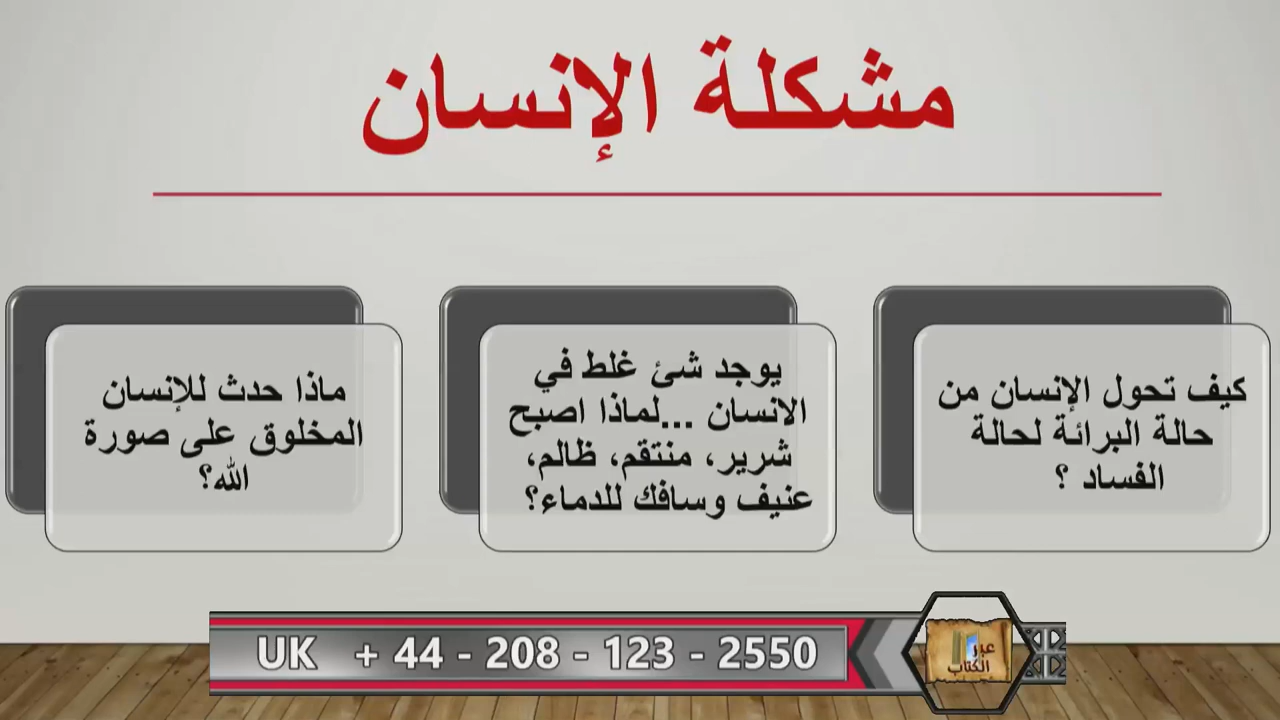 مشكلة الإنسان
كيف تحول الإنسان من
حالة البرائة لحالة
الفساد ؟
يوجد شئ غلط في
الانسان ...لماذا اصبح
شرير، منتقم، ظالم،
عنيف وسافك للدماء؟
ماذا حدث للإنسان
المخلوق على صورة
الله؟
UK + 44 - 208 - 123 - 2550
عبر
الكتاب